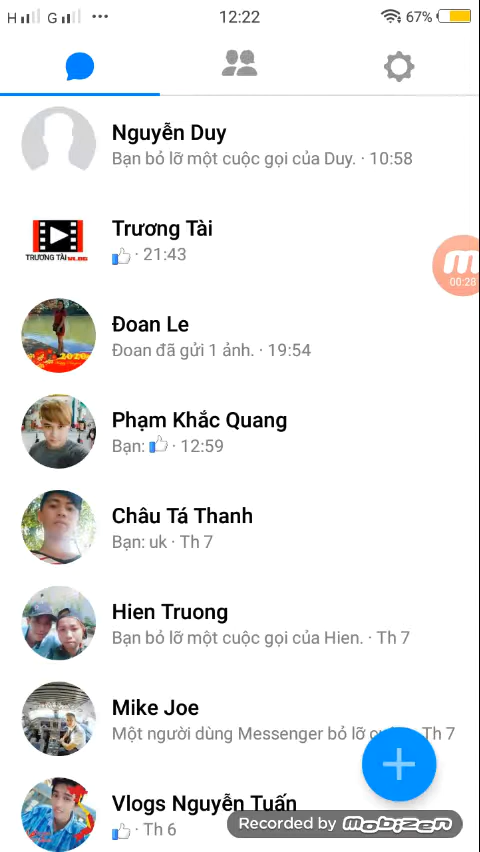 H G ••• 12:22 67%
Nguyễn Duy
Bạn bỏ lỡ một cuộc gọi của Duy. · 10:58
TRƯƠNG TÀI VLOG
Trương Tài
· 21:43
m
00:28
2020
Đoan Le
Đoan đã gửi 1 ảnh. · 19:54
Phạm Khắc Quang
Bạn: 👍 · 12:59
Châu Tá Thanh
Bạn: uk · Th 7
Hien Truong
Bạn bỏ lỡ một cuộc gọi của Hien. · Th 7
Mike Joe
Một người dùng Messenger bỏ lỡ Th 7
Vlogs Nguyễn Tuấn
· Th 6
Recorded by mobizen